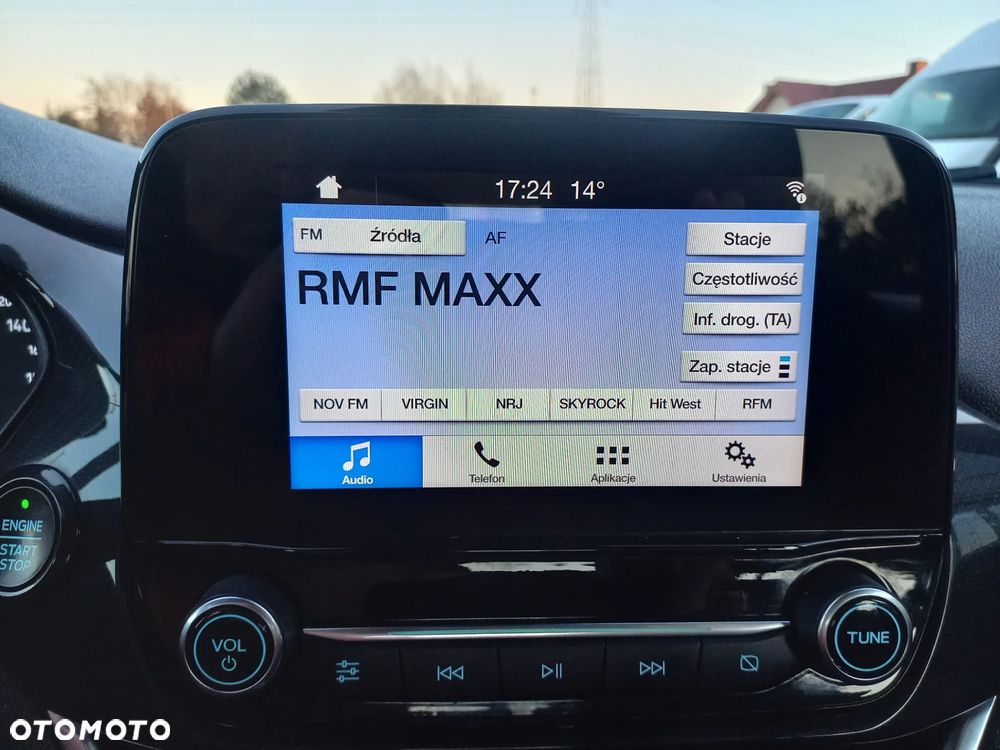 17:24 14°
FM Źródła AF
Stacje
RMF MAXX
Częstotliwość
Inf. drog. (TA)
Zap. stacje
NOV FM VIRGIN NRJ SKYROCK Hit West RFM
Audio Telefon Aplikacje Ustawienia
ENGINE
START
STOP
VOL
TUNE
OTOMOTO